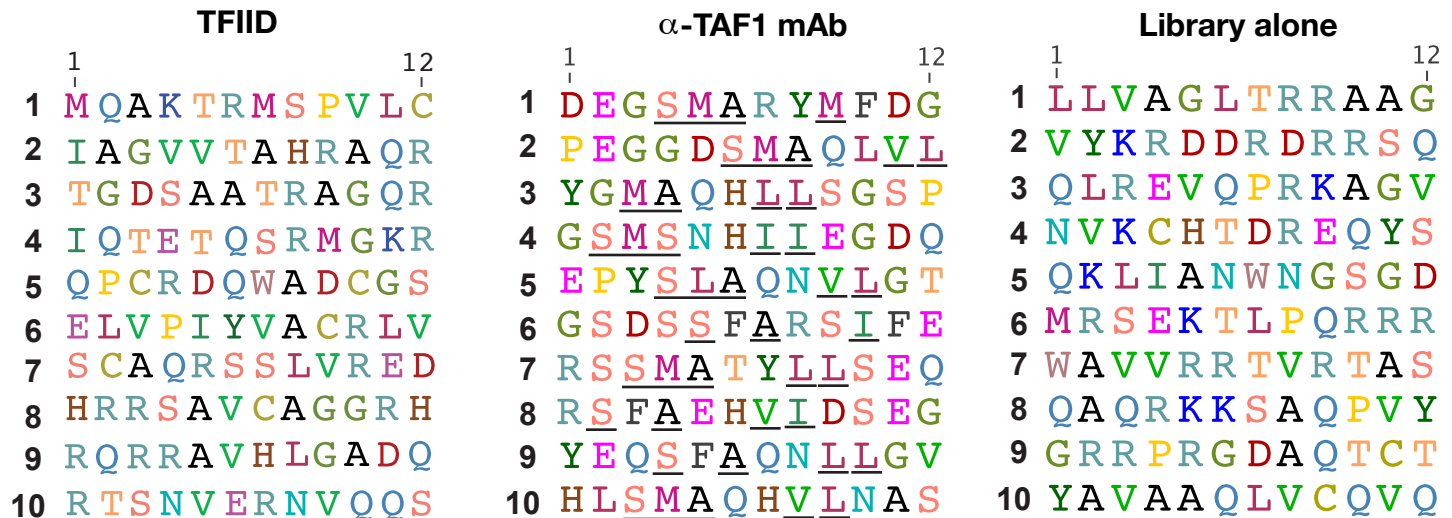 TFIID
1 12
1 MQAKTRMSPVLC
2 IAGVVTAHRAQR
3 TGDSAATRAGQR
4 IQTETQSRMGKR
5 QPCRDQWADCGS
6 ELVPIYVACRLV
7 SCAQRSSLVRED
8 HRRSAVCAGGRH
9 RQRRAVHLGADQ
10 RTSNVERNVQQS
α-TAF1 mAb
1 12
1 DEGSMARYMFDG
2 PEGGDSMAQLVL
3 YGMAQHLLSGSP
4 GSMSNHIIEGDQ
5 EPYSLAQNVLGT
6 GSDSSFARSIFE
7 RSSMATYLLSEQ
8 RSFAEHVIDSEG
9 YEQSFAQNLLGV
10 HLSMAQHVLNAS
Library alone
1 12
1 LLVAGLTRRAAG
2 VYKRDDRDRRSQ
3 QLREVQPRKAGV
4 NVKCHTDREQYS
5 QKLIANWNGSGD
6 MRSEKTLPQRRR
7 WAVVRRTVRTAS
8 QAQRKKSAQPVY
9 GRRPRGDAQTCT
10 YAVAAQLVCQVQ